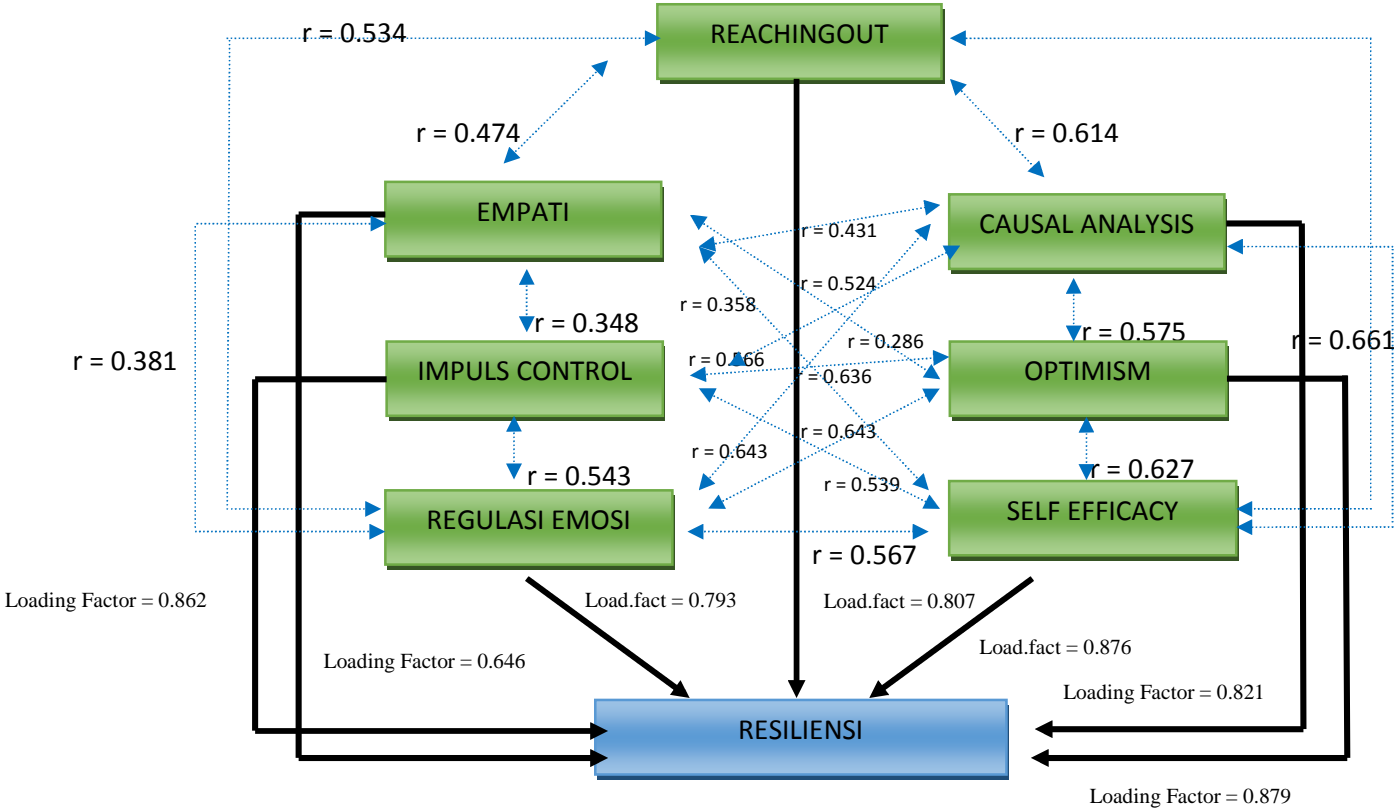 REACHINGOUT
r = 0.534
r = 0.474
r = 0.614
EMPATI
CAUSAL ANALYSIS
r = 0.431
r = 0.524
r = 0.358
r = 0.348
r = 0.575
r = 0.661
r = 0.286
r = 0.566
r = 0.381
IMPULS CONTROL
r = 0.636
OPTIMISM
r = 0.643
r = 0.643
r = 0.543
r = 0.539
r = 0.627
REGULASI EMOSI
SELF EFFICACY
r = 0.567
Loading Factor = 0.862
Load.fact = 0.793
Load.fact = 0.807
Loading Factor = 0.646
Load.fact = 0.876
Loading Factor = 0.821
RESILIENSI
Loading Factor = 0.879